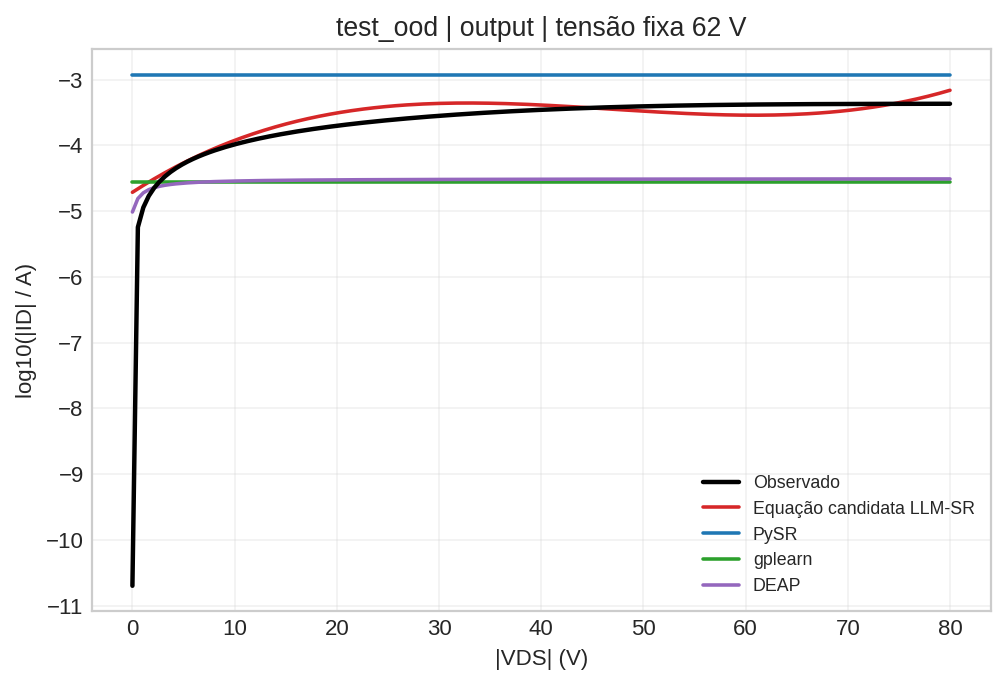 test_ood | output | tensão fixa 62 V
log10(|ID| / A)
−3
−4
−5
−6
−7
−8
−9
−10
−11
Observado
Equação candidata LLM-SR
PySR
gplearn
DEAP
0 10 20 30 40 50 60 70 80
|VDS| (V)